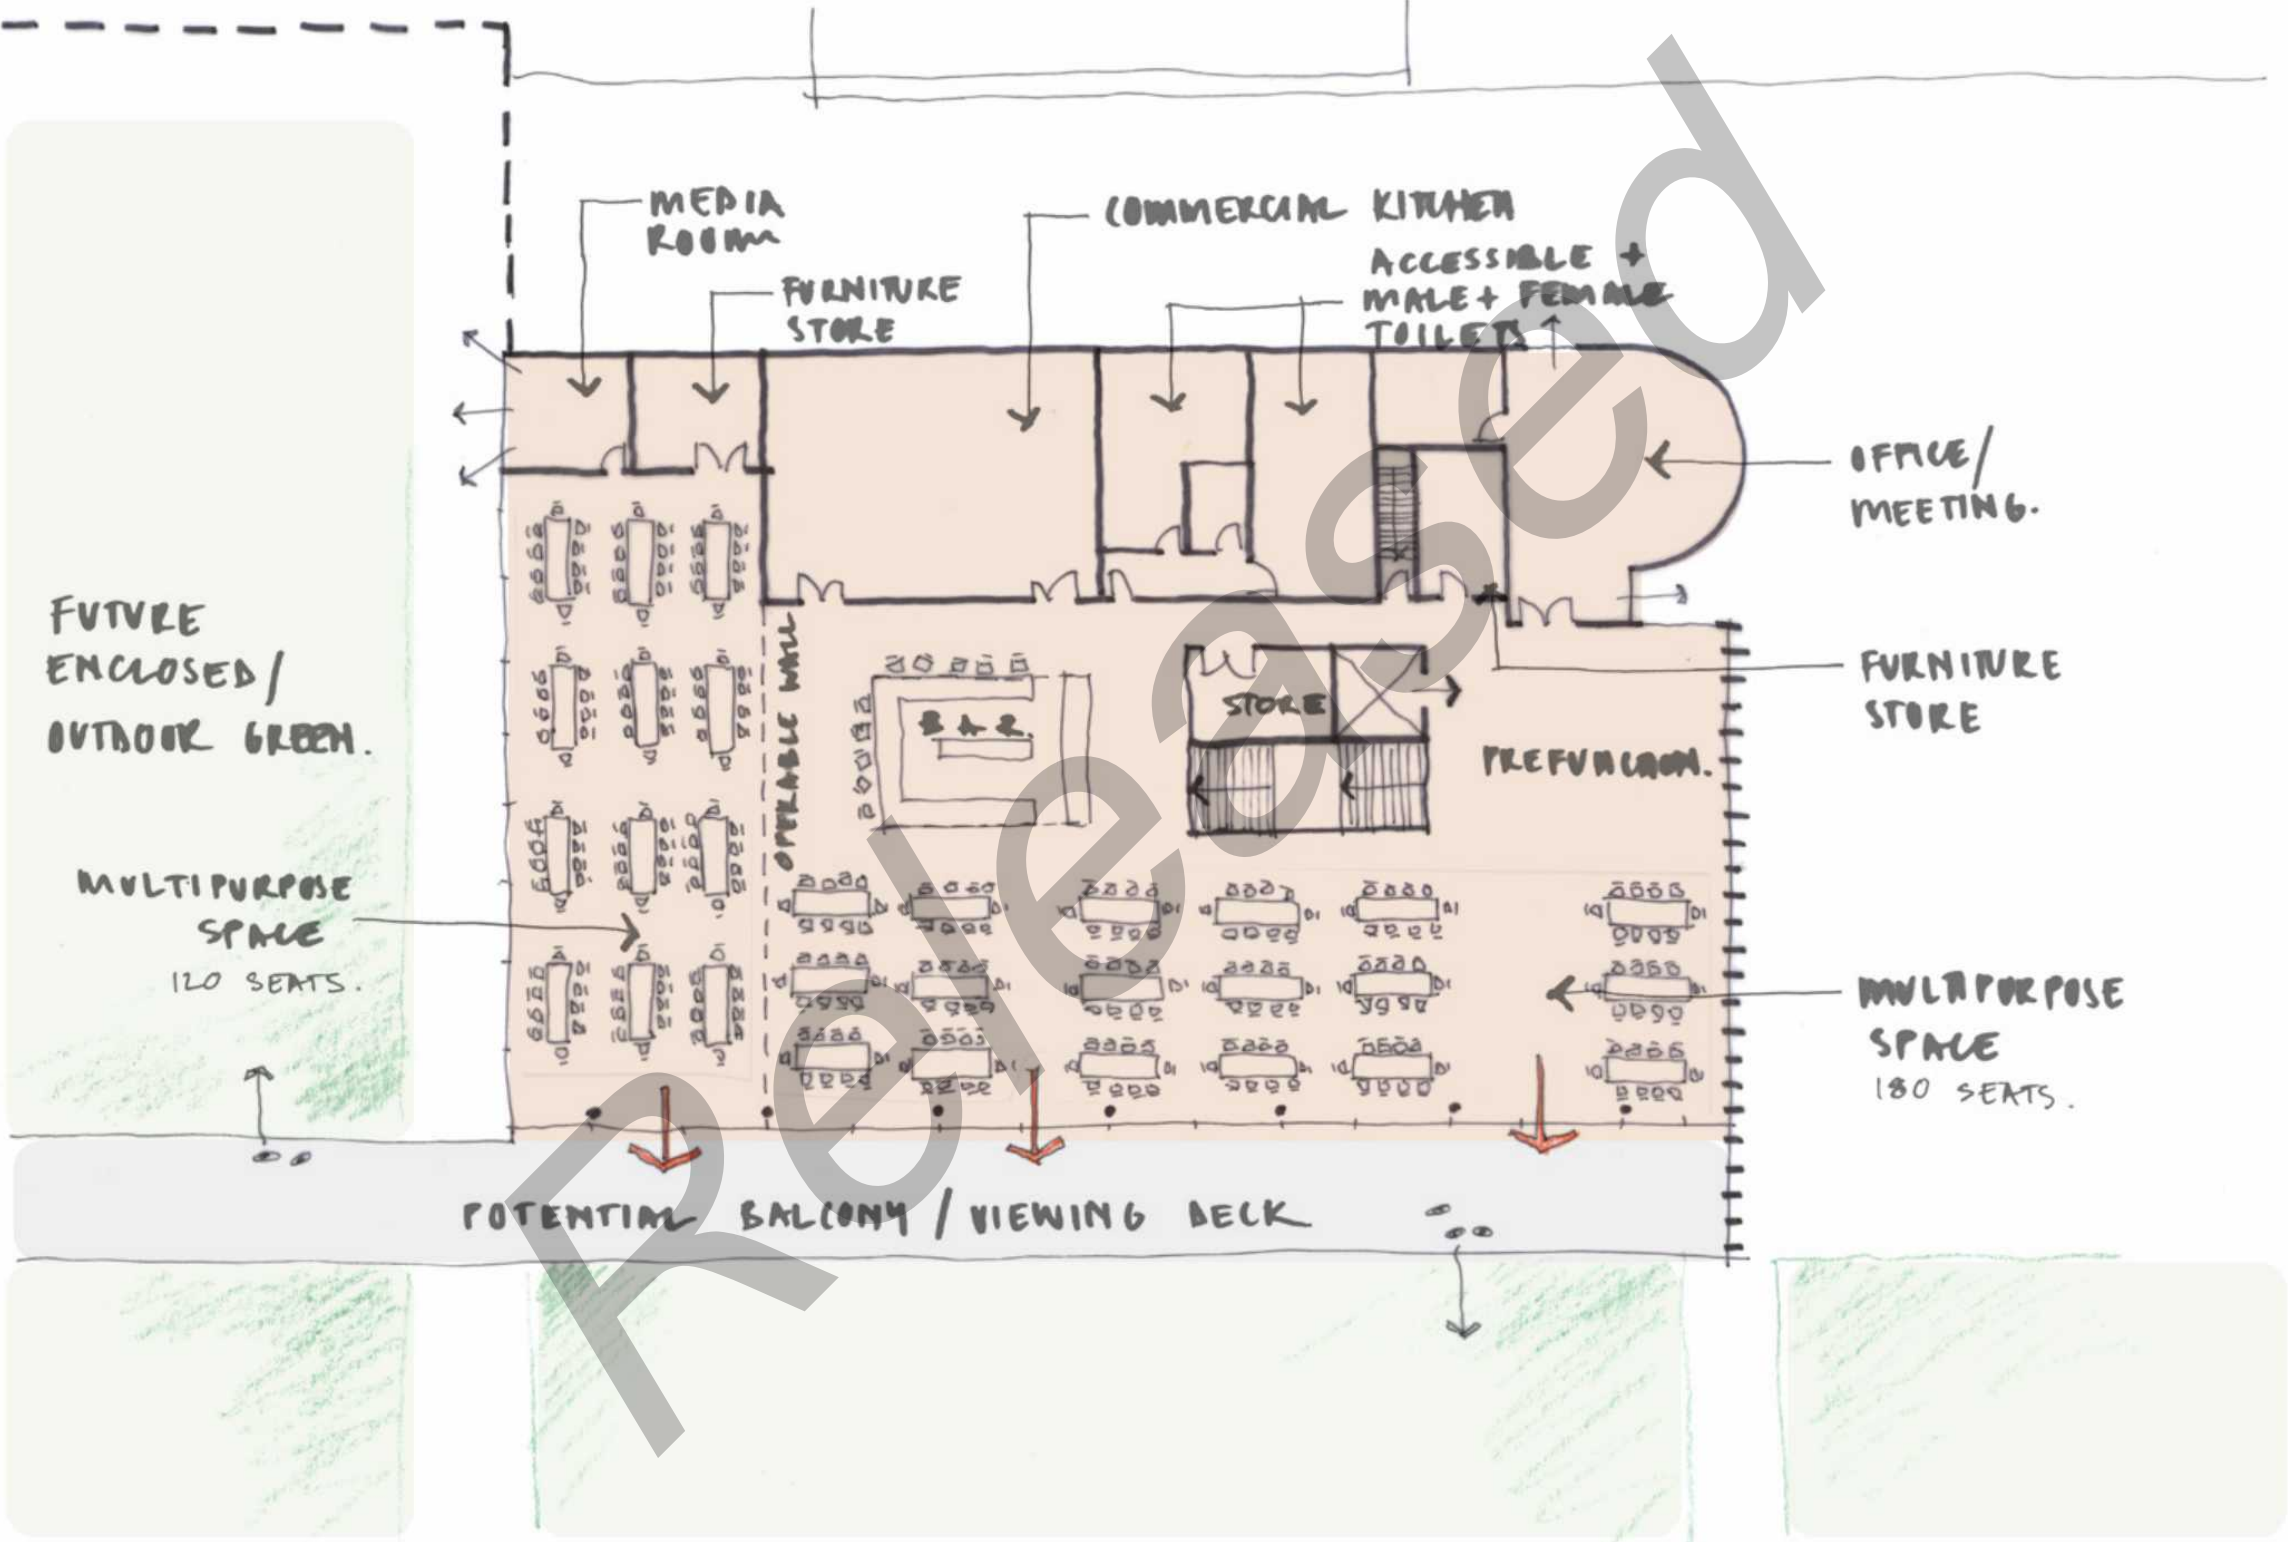 MEDIA
ROOM
FURNITURE
STORE
COMMERCIAL KITCHEN
ACCESSIBLE +
MALE + FEMALE
TOILETS
OFFICE/
MEETING.
FUTURE
ENCLOSED/
OUTDOOR GREEN.
OPERABLE WALL
BAR.
STORE
FURNITURE
STORE
PREFUNCTION.
MULTIPURPOSE
SPACE
120 SEATS.
MULTIPURPOSE
SPACE
180 SEATS.
POTENTIAL BALCONY / VIEWING DECK
Released